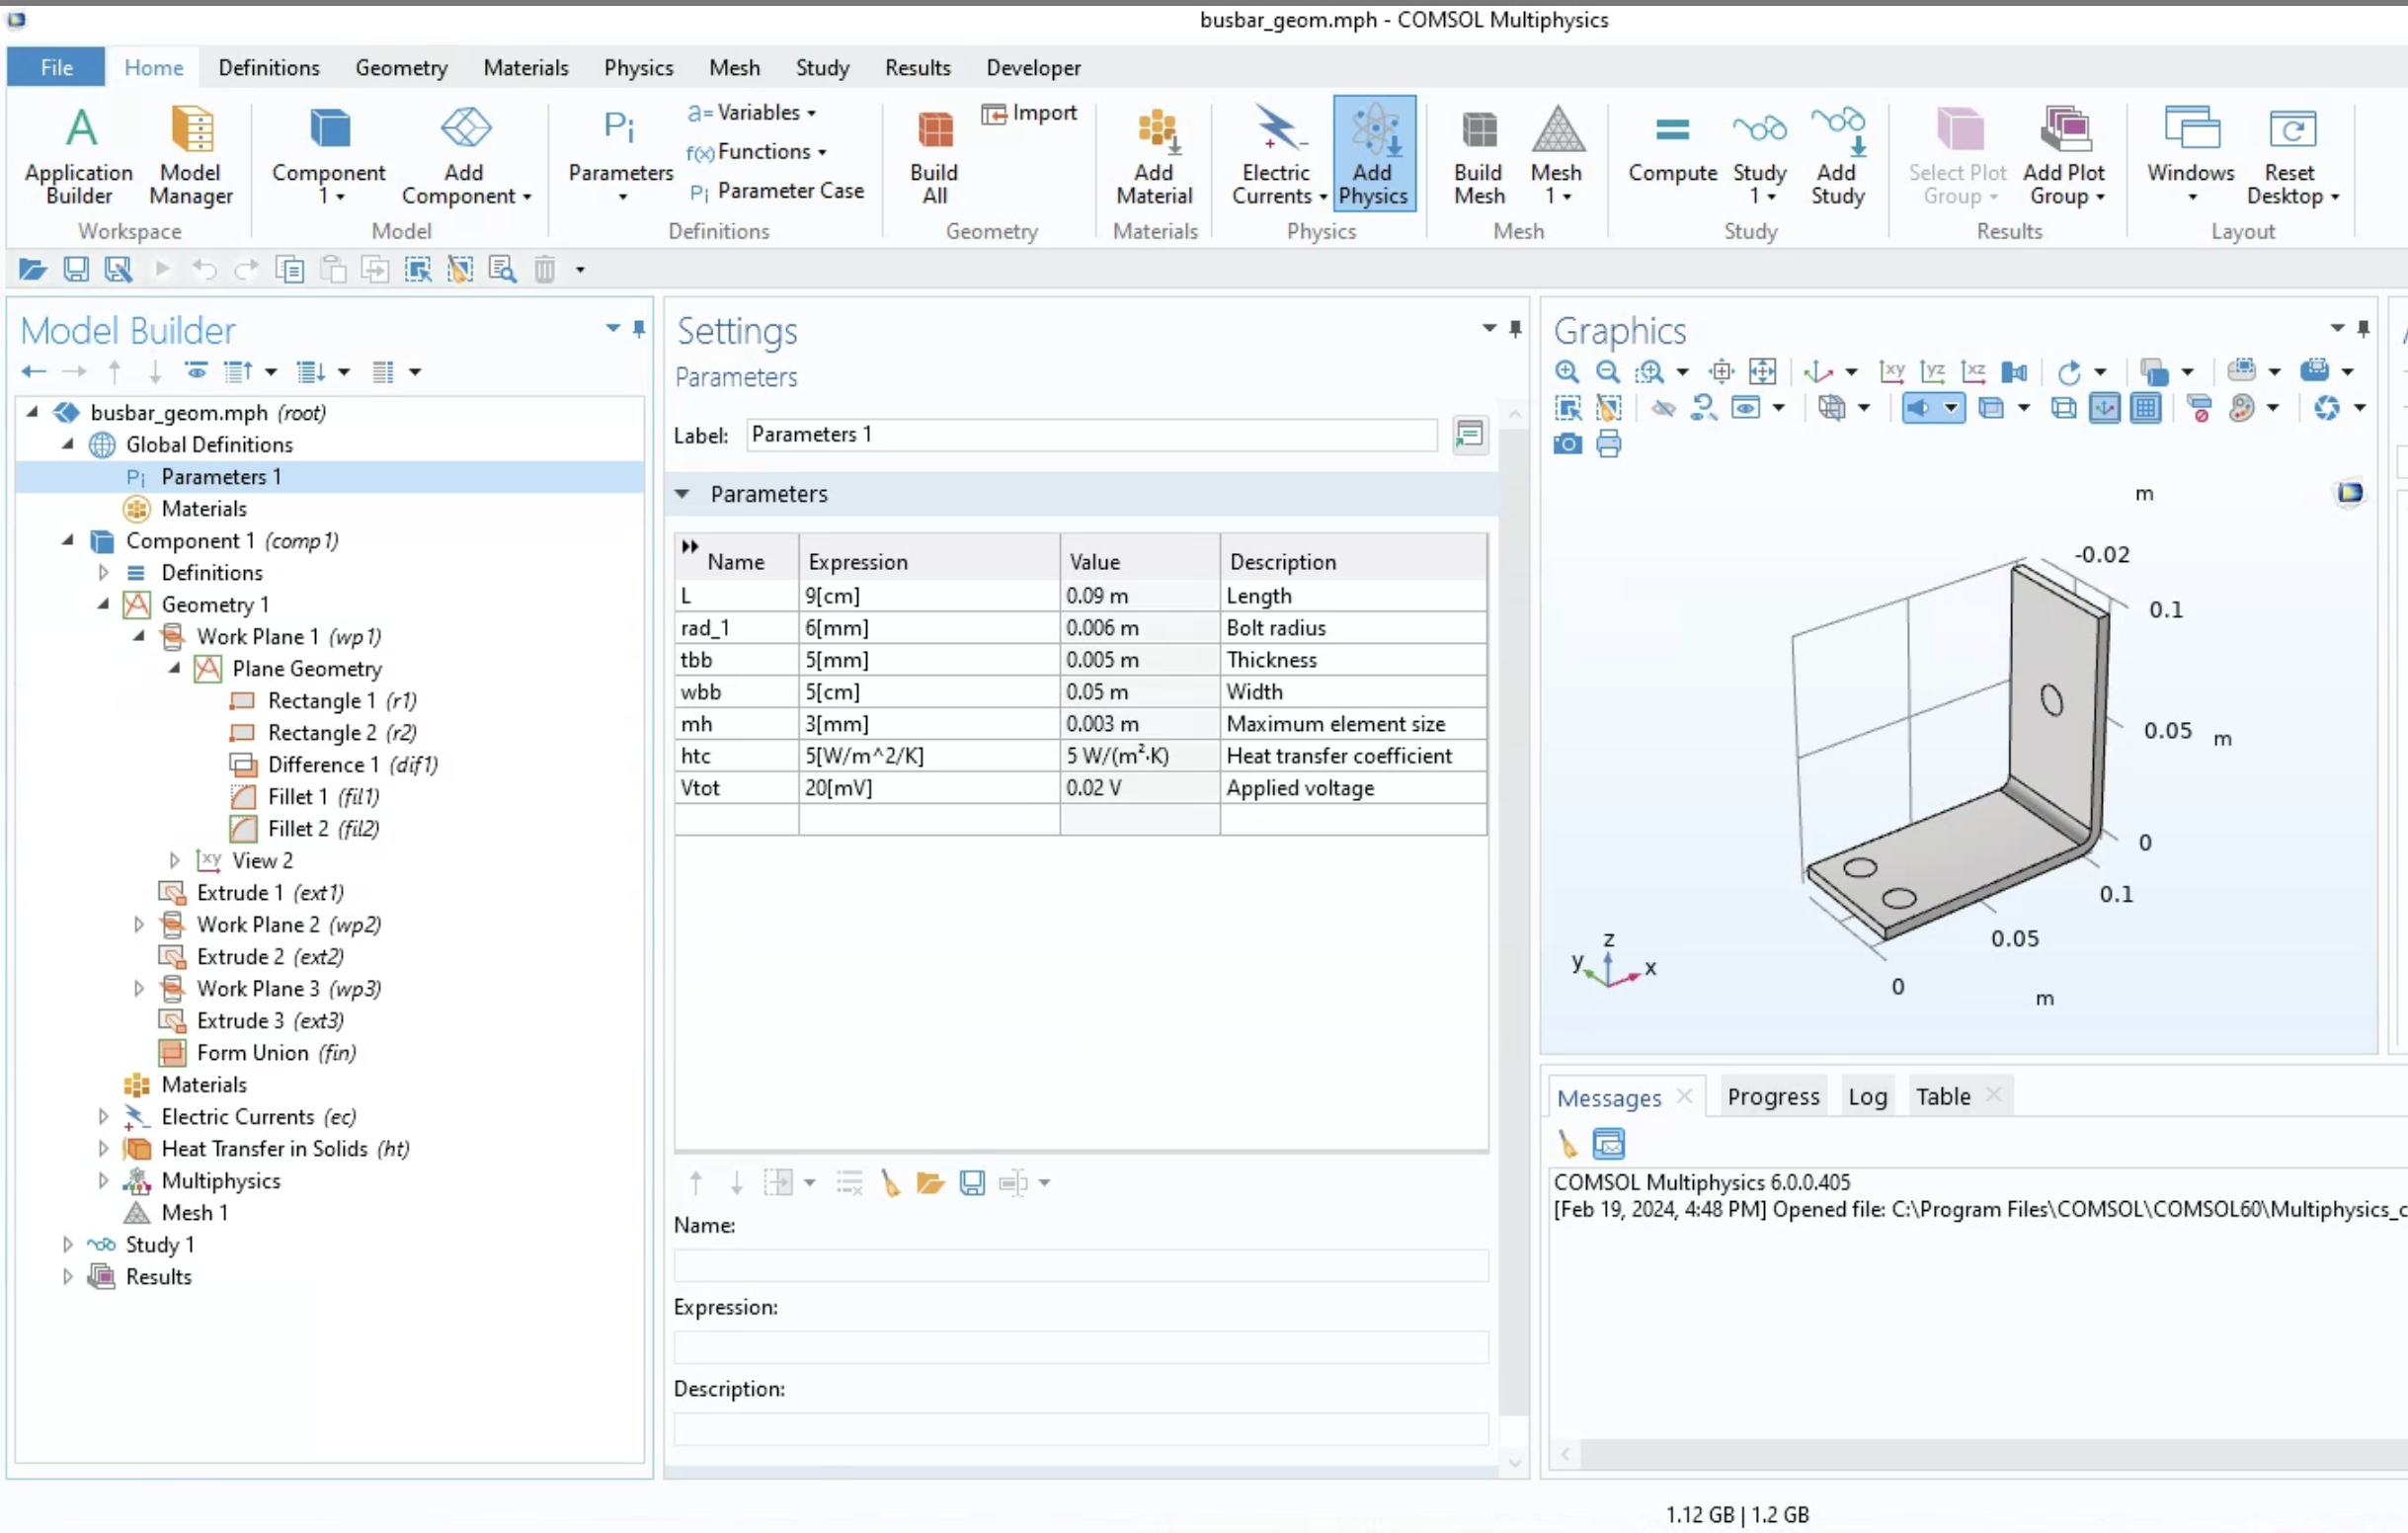 busbar_geom.mph - COMSOL Multiphysics
File Home Definitions Geometry Materials Physics Mesh Study Results Developer
Application Builder
Model Manager
Workspace
Component 1
Add Component
Model
Pi
Parameters
a= Variables
f(x) Functions
Pi Parameter Case
Definitions
Build All
Import
Geometry
Add Material
Materials
Electric Currents
Add Physics
Physics
Build Mesh
Mesh 1
Mesh
Compute
Study 1
Add Study
Study
Select Plot Group
Add Plot Group
Results
Windows
Reset Desktop
Layout
Model Builder
busbar_geom.mph (root)
Global Definitions
Pi Parameters 1
Materials
Component 1 (comp1)
Definitions
Geometry 1
Work Plane 1 (wp1)
Plane Geometry
Rectangle 1 (r1)
Rectangle 2 (r2)
Difference 1 (dif1)
Fillet 1 (fil1)
Fillet 2 (fil2)
xy View 2
Extrude 1 (ext1)
Work Plane 2 (wp2)
Extrude 2 (ext2)
Work Plane 3 (wp3)
Extrude 3 (ext3)
Form Union (fin)
Materials
Electric Currents (ec)
Heat Transfer in Solids (ht)
Multiphysics
Mesh 1
Study 1
Results
Settings
Parameters
Label: Parameters 1
Parameters
Name Expression Value Description
L 9[cm] 0.09 m Length
rad_1 6[mm] 0.006 m Bolt radius
tbb 5[mm] 0.005 m Thickness
wbb 5[cm] 0.05 m Width
mh 3[mm] 0.003 m Maximum element size
htc 5[W/m^2/K] 5 W/(m²·K) Heat transfer coefficient
Vtot 20[mV] 0.02 V Applied voltage
Name:
Expression:
Description:
Graphics
xy yz xz
m
-0.02
0.1
0.05 m
0
0.1
0.05
0
m
z
y x
Messages Progress Log Table
COMSOL Multiphysics 6.0.0.405
[Feb 19, 2024, 4:48 PM] Opened file: C:\Program Files\COMSOL\COMSOL60\Multiphysics_c
1.12 GB | 1.2 GB